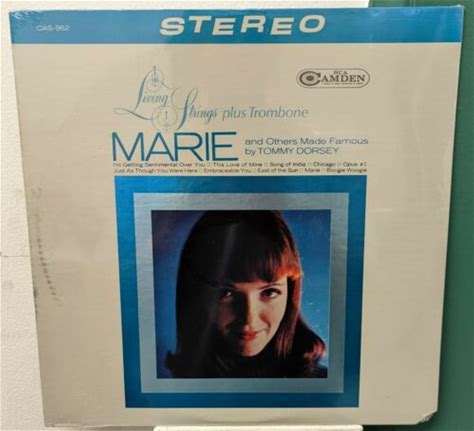 STEREO
CAS-962
RCA
CAMDEN
Living Strings plus Trombone
MARIE and Others Made Famous
by TOMMY DORSEY
I'm Getting Sentimental Over You :: This Love of Mine :: Song of India :: Chicago :: Opus #1
Just As Though You Were Here :: Embraceable You :: East of the Sun :: Marie :: Boogie Woogie